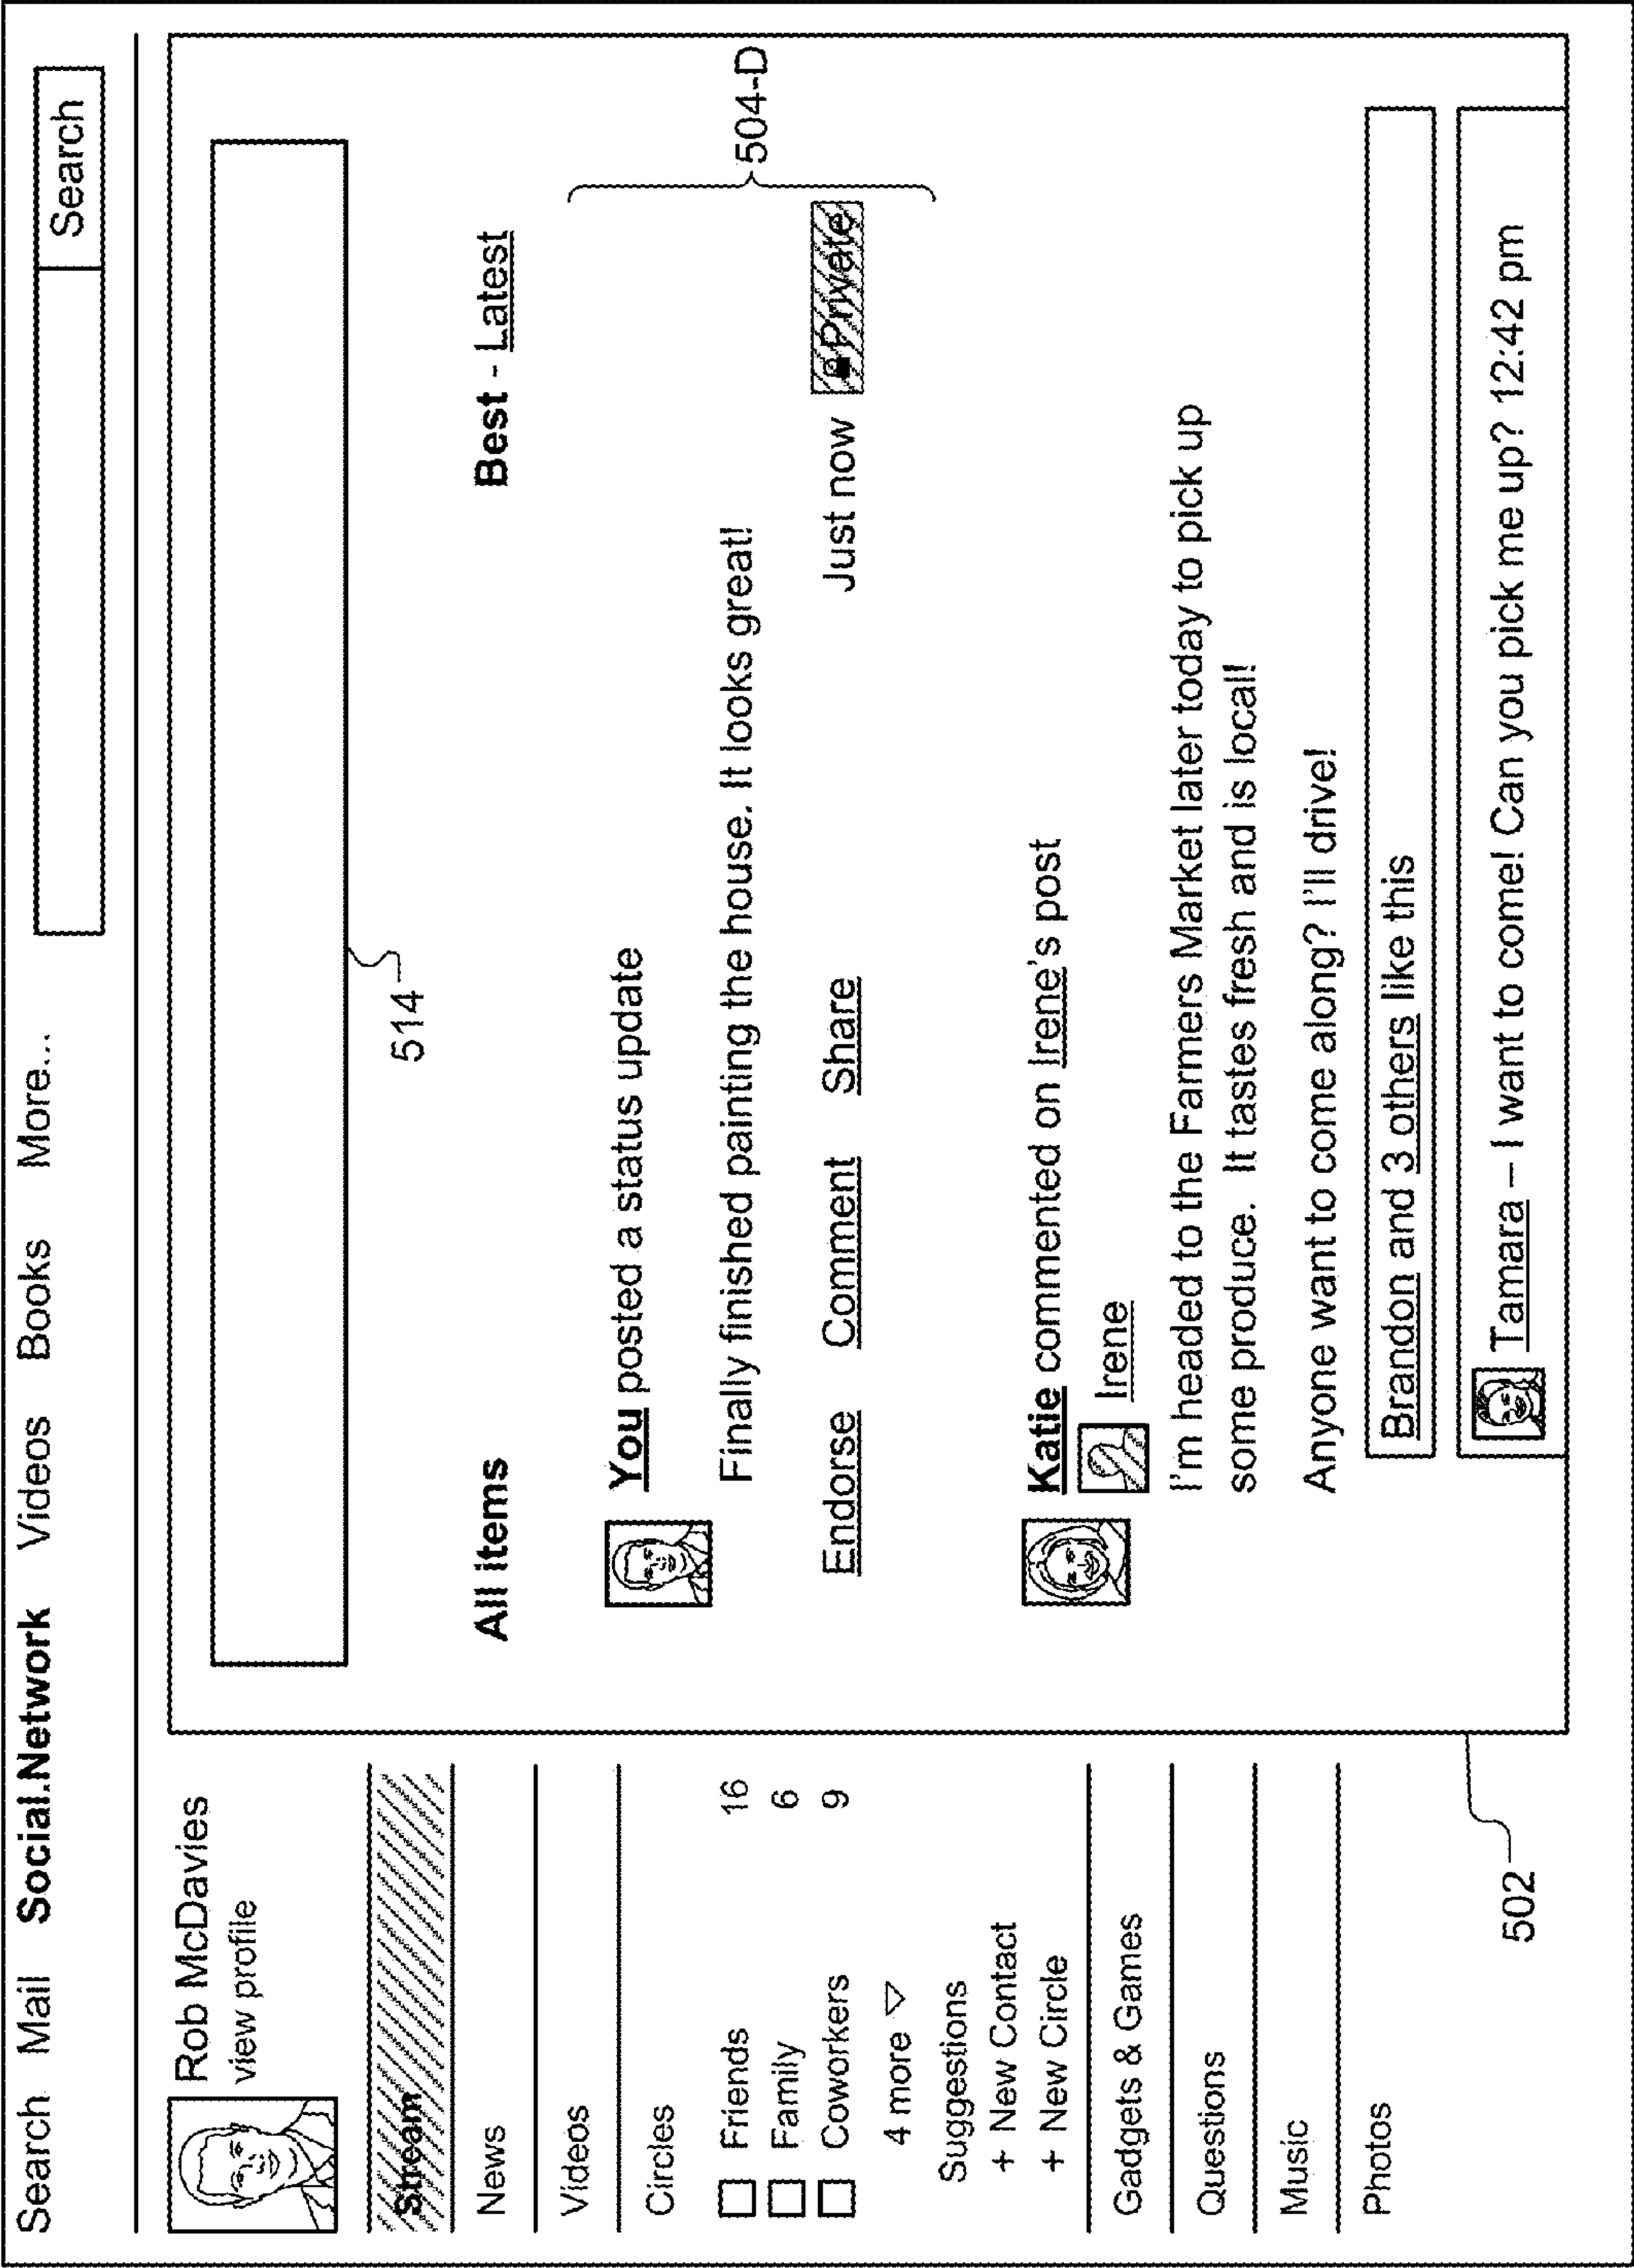 Search Mail Social.Network Videos Books More...
Search
Rob McDavies
view profile
Stream
News
Videos
Circles
Friends 16
Family 6
Coworkers 9
4 more
Suggestions
+ New Contact
+ New Circle
Gadgets & Games
Questions
Music
Photos
502
514
All items
Best - Latest
You posted a status update
Finally finished painting the house. It looks great!
Endorse Comment Share
Just now Private
504-D
Katie commented on Irene's post
Irene
I'm headed to the Farmers Market later today to pick up
some produce. It tastes fresh and is local!
Anyone want to come along? I'll drive!
Brandon and 3 others like this
Tamara – I want to come! Can you pick me up? 12:42 pm